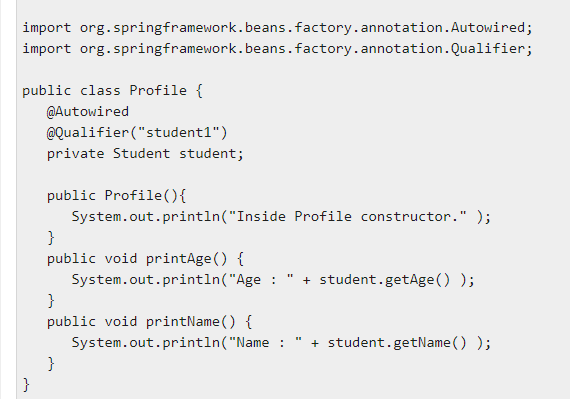 import org.springframework.beans.factory.annotation.Autowired;
import org.springframework.beans.factory.annotation.Qualifier;

public class Profile {
   @Autowired
   @Qualifier("student1")
   private Student student;

   public Profile(){
      System.out.println("Inside Profile constructor." );
   }
   public void printAge() {
      System.out.println("Age : " + student.getAge() );
   }
   public void printName() {
      System.out.println("Name : " + student.getName() );
   }
}